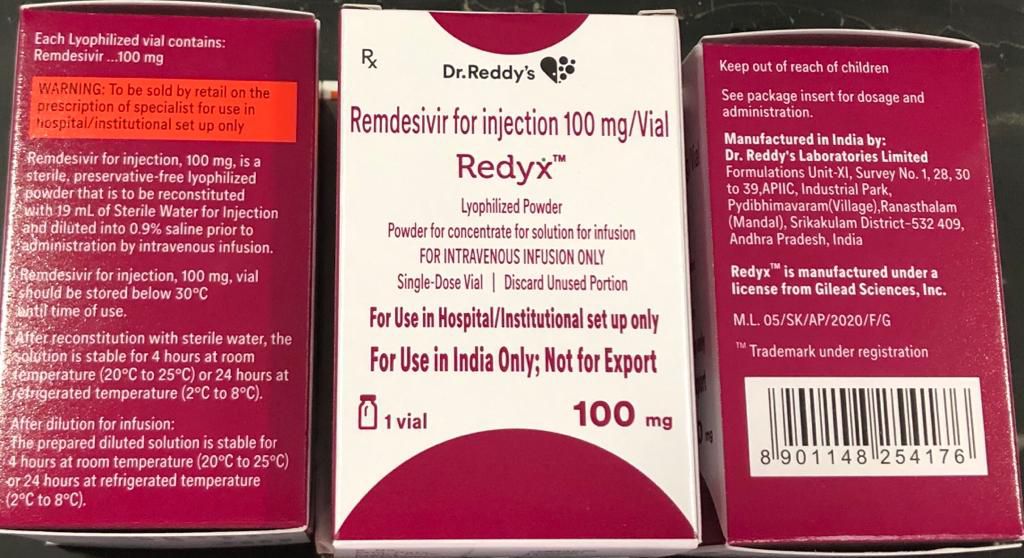 Each Lyophilized vial contains:
Remdesivir ...100 mg
WARNING: To be sold by retail on the
prescription of specialist for use in
hospital/institutional set up only
Remdesivir for injection, 100 mg, is a
sterile, preservative-free lyophilized
powder that is to be reconstituted
with 19 mL of Sterile Water for Injection
and diluted into 0.9% saline prior to
administration by intravenous infusion.
Remdesivir for injection, 100 mg, vial
should be stored below 30°C
until time of use.
After reconstitution with sterile water, the
solution is stable for 4 hours at room
temperature (20°C to 25°C) or 24 hours at
refrigerated temperature (2°C to 8°C).
After dilution for infusion:
The prepared diluted solution is stable for
4 hours at room temperature (20°C to 25°C)
or 24 hours at refrigerated temperature
(2°C to 8°C).
Rx
Dr.Reddy's
Remdesivir for injection 100 mg/Vial
Redyx™
Lyophilized Powder
Powder for concentrate for solution for infusion
FOR INTRAVENOUS INFUSION ONLY
Single-Dose Vial | Discard Unused Portion
For Use in Hospital/Institutional set up only
For Use in India Only; Not for Export
1 vial 100 mg
Keep out of reach of children
See package insert for dosage and
administration.
Manufactured in India by:
Dr. Reddy's Laboratories Limited
Formulations Unit-XI, Survey No. 1, 28, 30
to 39,APIIC, Industrial Park,
Pydibhimavaram(Village),Ranasthalam
(Mandal), Srikakulam District-532 409,
Andhra Pradesh, India
Redyx™ is manufactured under a
license from Gilead Sciences, Inc.
M.L. 05/SK/AP/2020/F/G
™ Trademark under registration
8 901148 254176